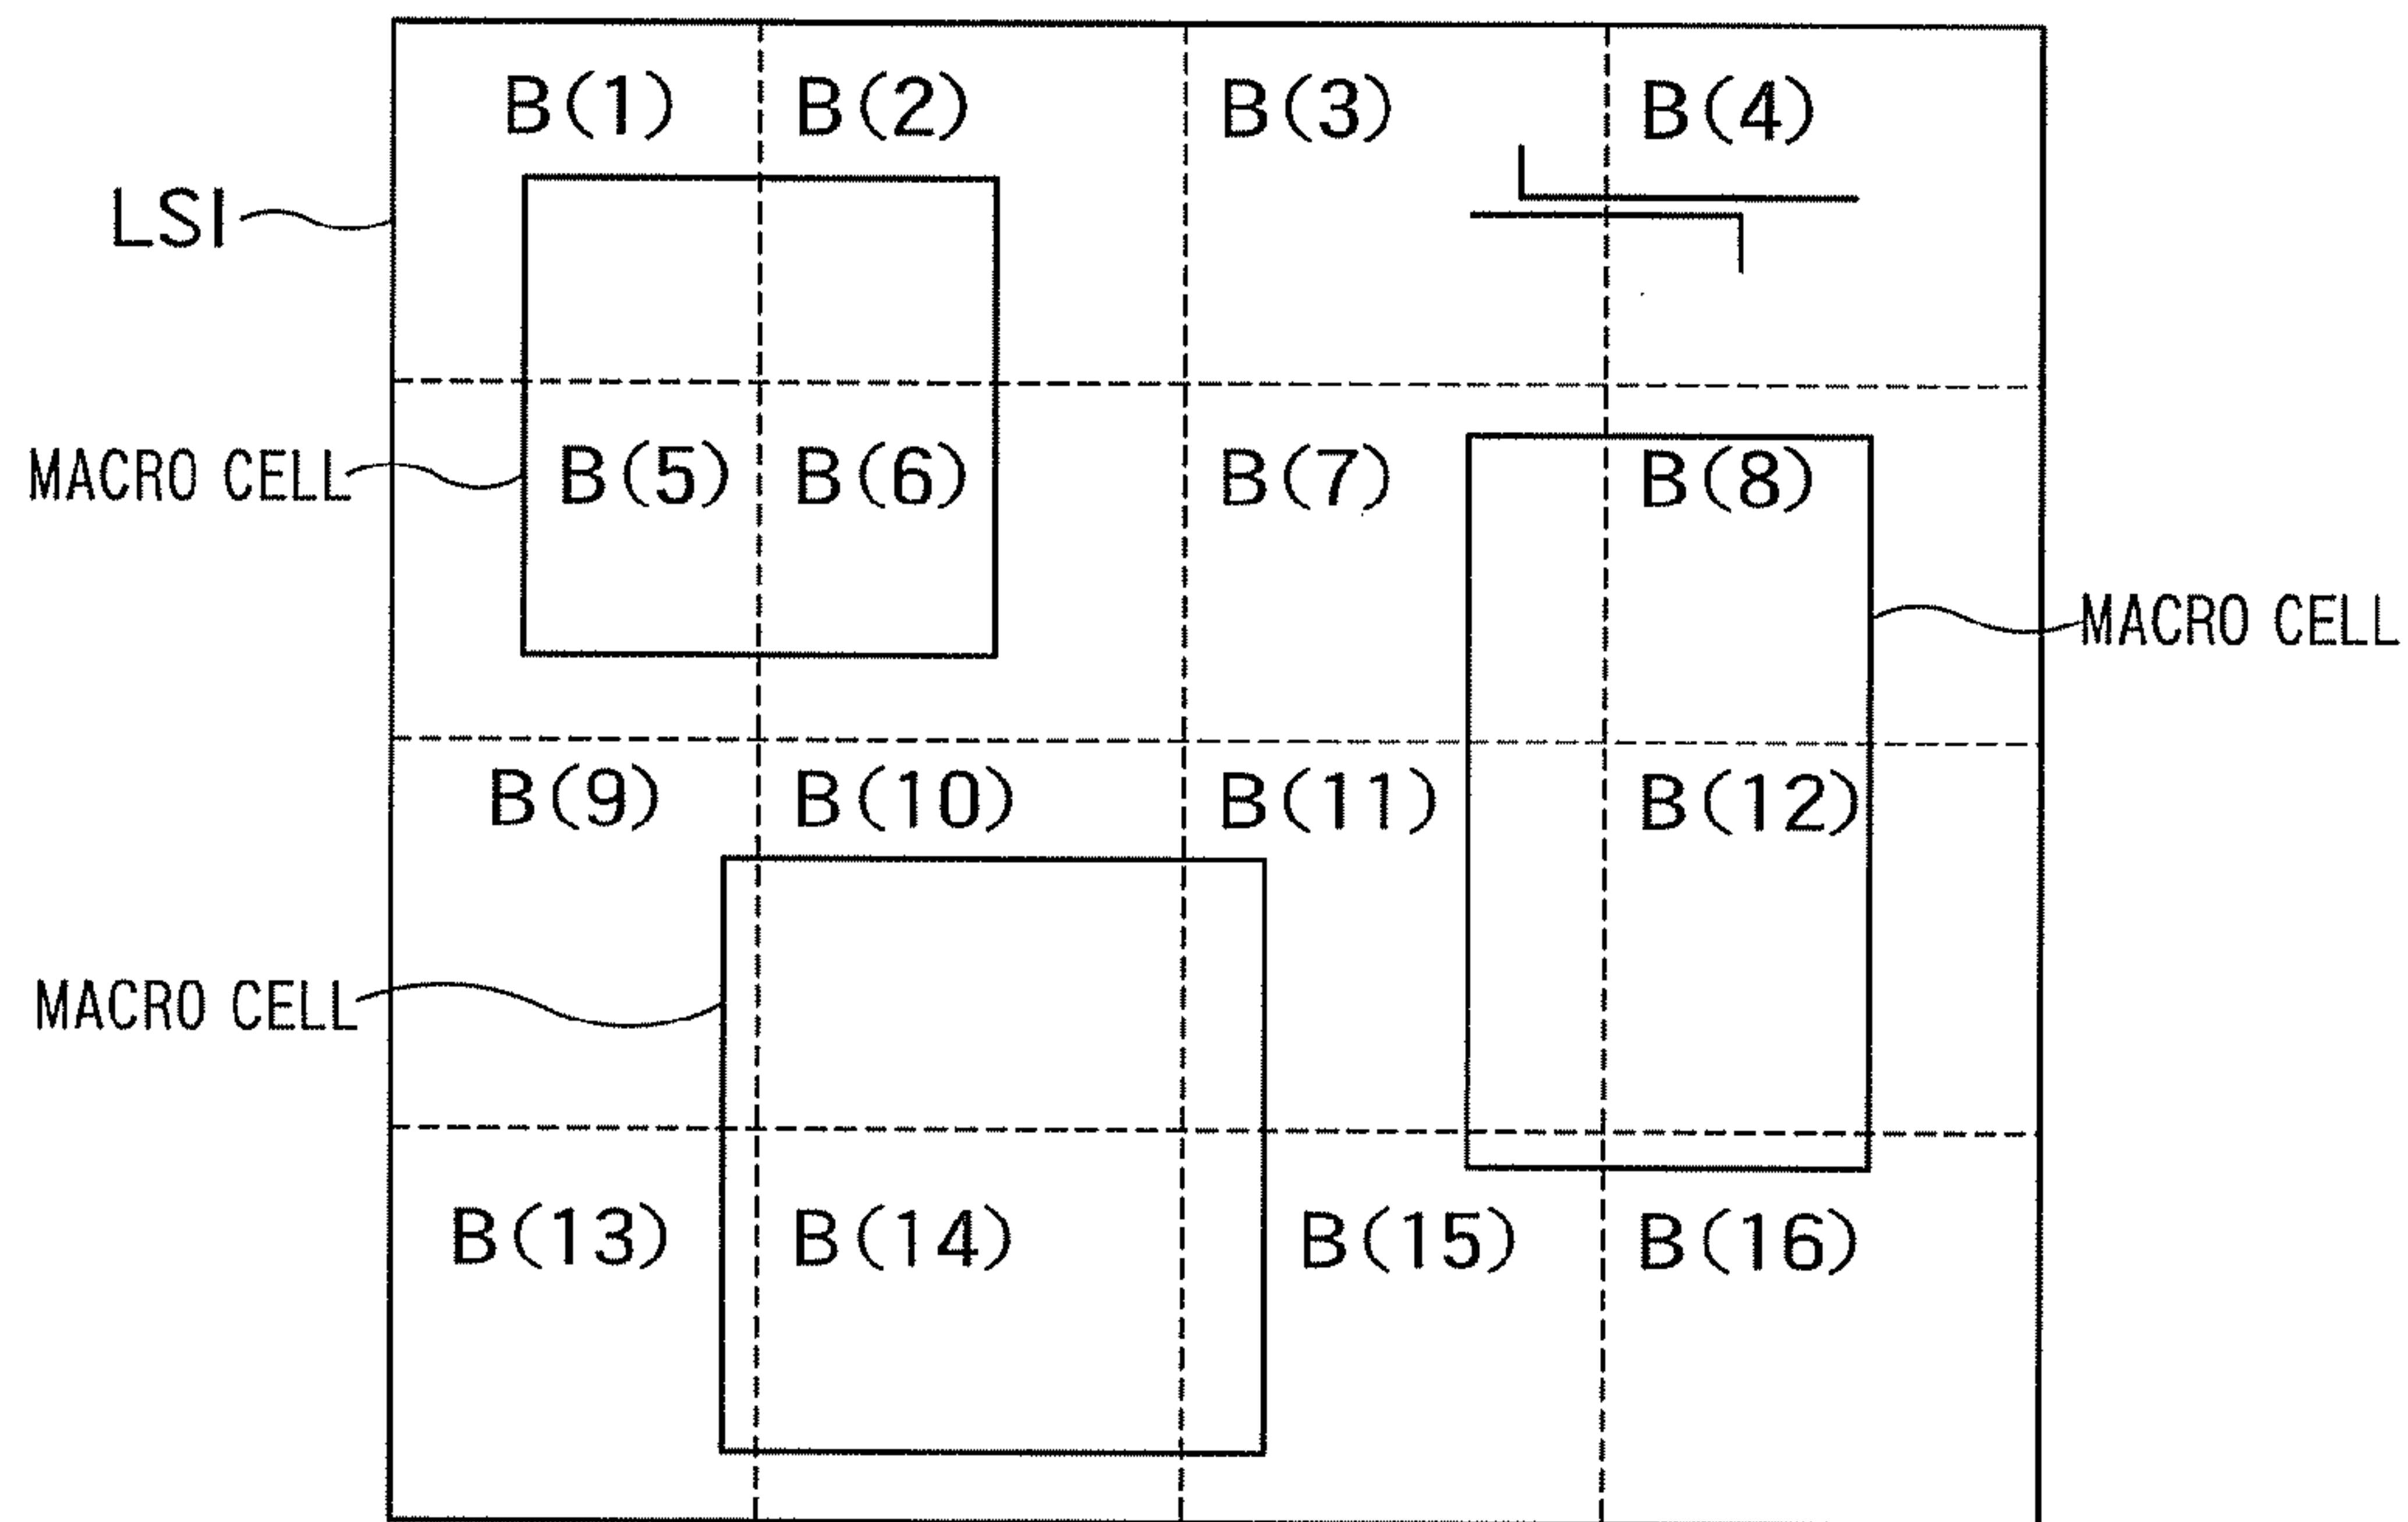 B(1) B(2) B(3) B(4)
LSI
MACRO CELL B(5) B(6) B(7) B(8)
MACRO CELL
B(9) B(10) B(11) B(12)
MACRO CELL
B(13) B(14) B(15) B(16)